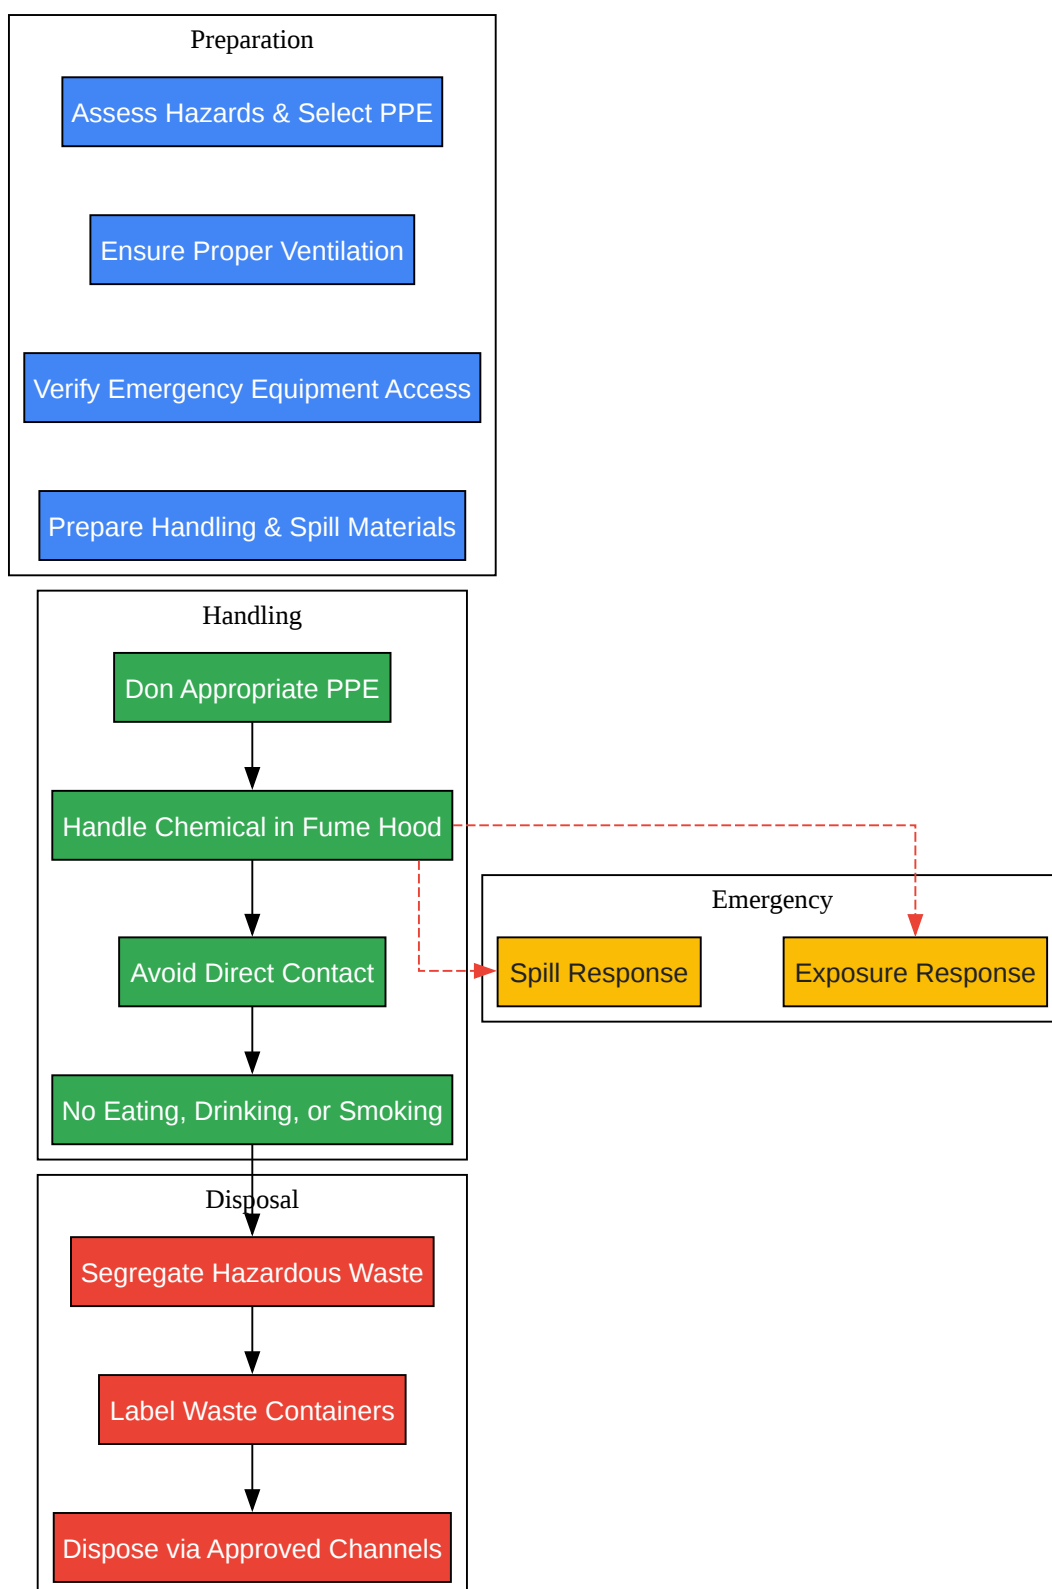 Preparation
Assess Hazards & Select PPE
Ensure Proper Ventilation
Verify Emergency Equipment Access
Prepare Handling & Spill Materials
Handling
Don Appropriate PPE
Handle Chemical in Fume Hood
Avoid Direct Contact
No Eating, Drinking, or Smoking
Emergency
Spill Response
Exposure Response
Disposal
Segregate Hazardous Waste
Label Waste Containers
Dispose via Approved Channels